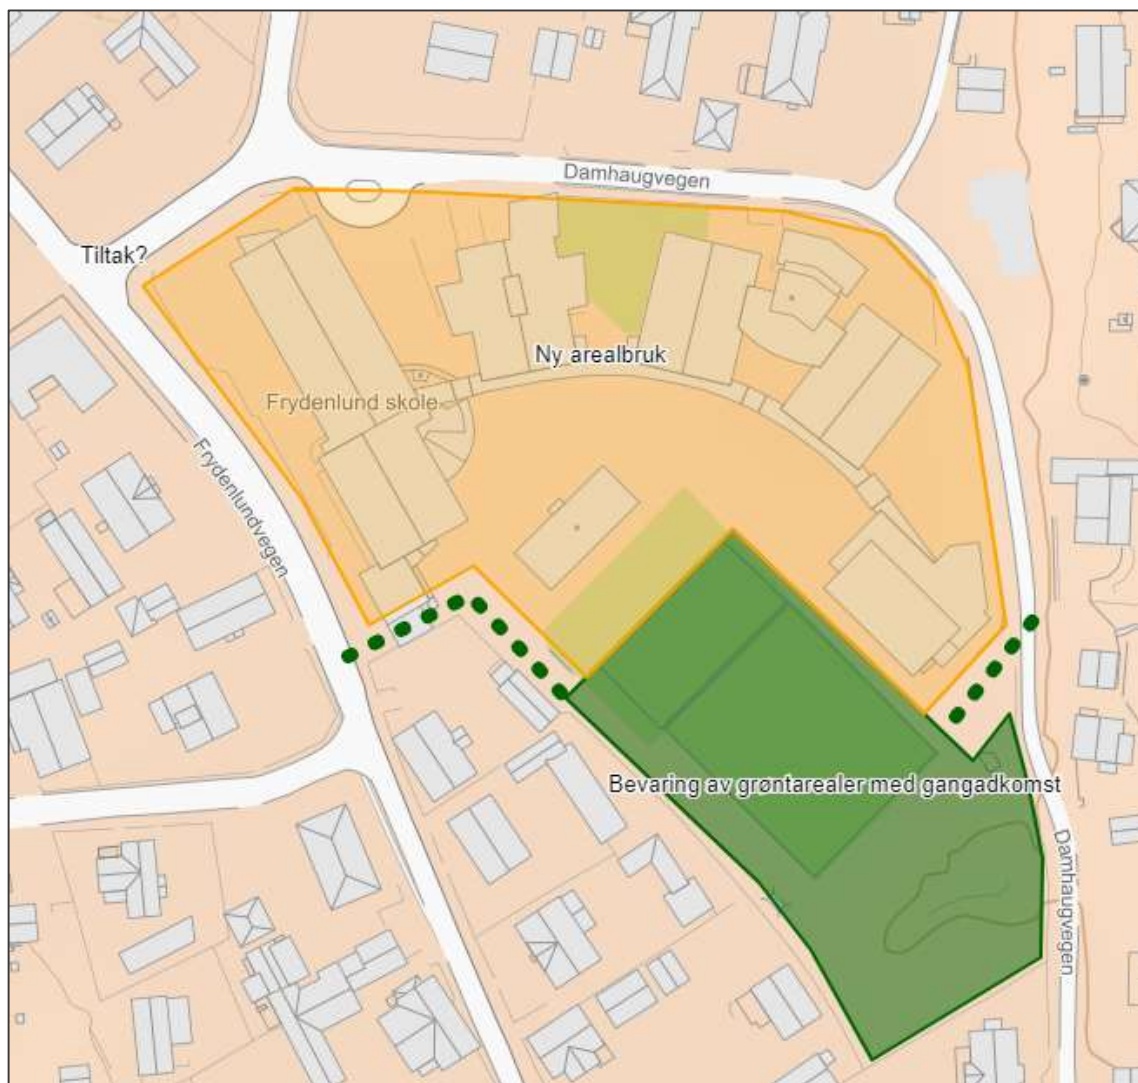 Damhaugvegen
Tiltak?
Ny arealbruk
Frydenlund skole
Frydenlundvegen
Bevaring av grøntarealer med gangadkomst
Damhaugvegen